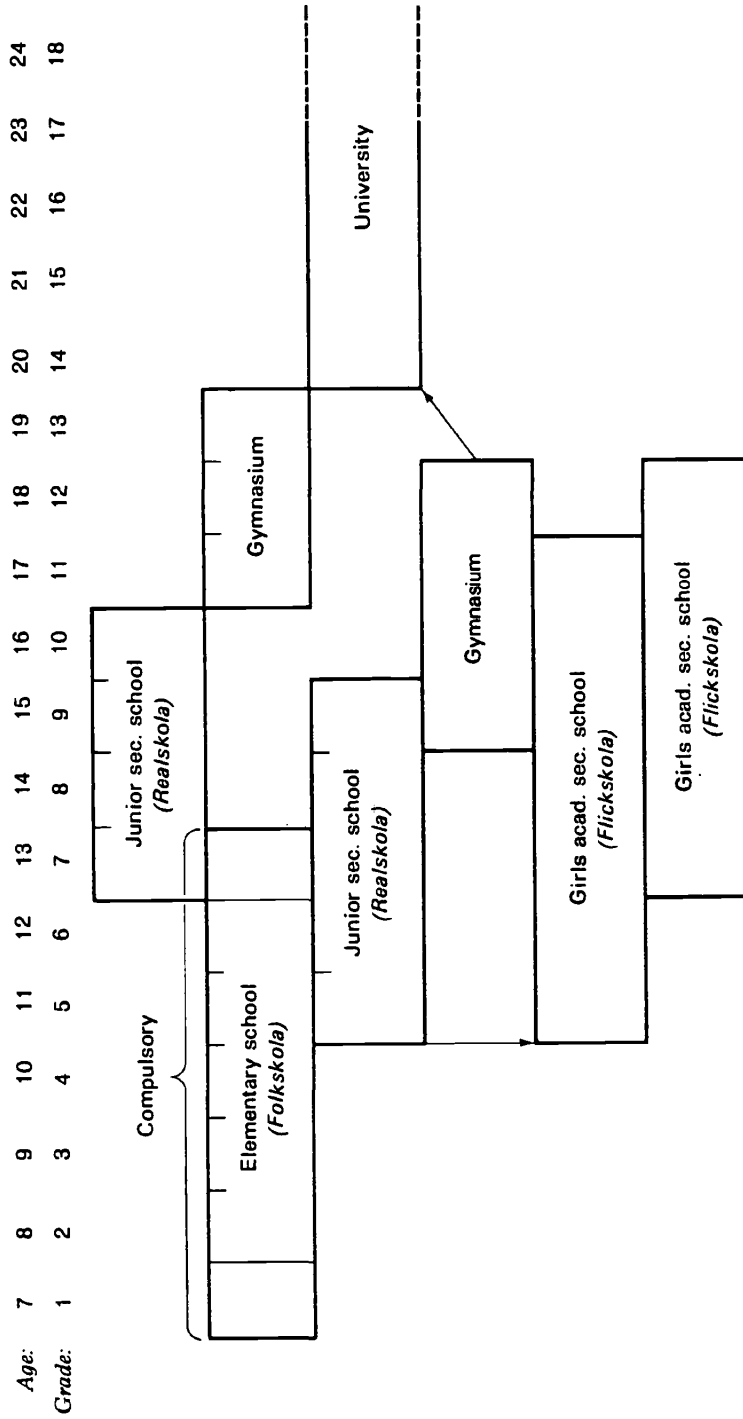 Age: 7 8 9 10 11 12 13 14 15 16 17 18 19 20 21 22 23 24
Grade: 1 2 3 4 5 6 7 8 9 10 11 12 13 14 15 16 17 18
Junior sec. school
(Realskola)
Compulsory
Elementary school
(Folkskola)
Gymnasium
Junior sec. school
(Realskola)
University
Gymnasium
Girls acad. sec. school
(Flickskola)
Girls acad. sec. school
(Flickskola)